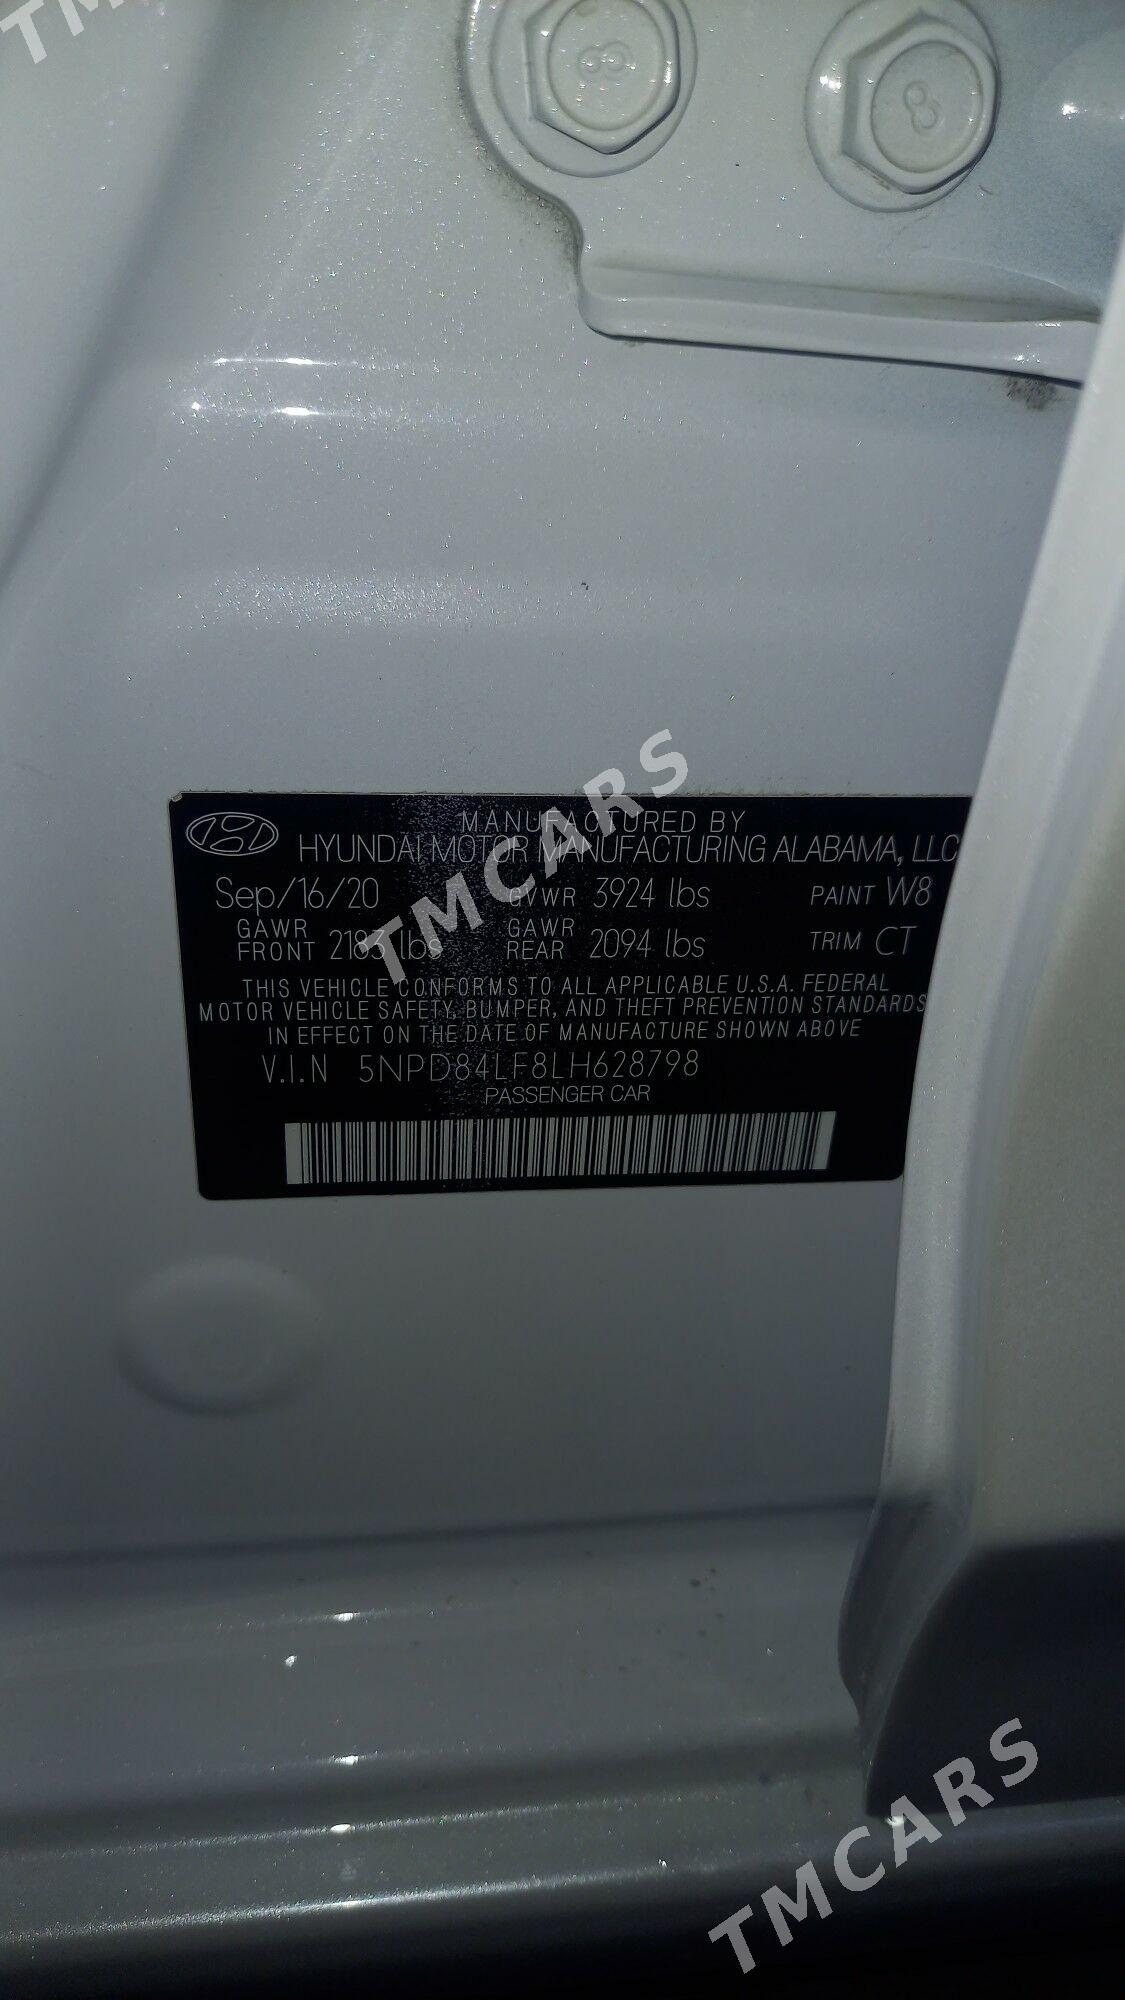 MANUFACTURED BY
HYUNDAI MOTOR MANUFACTURING ALABAMA, LLC
Sep/16/20 GVWR 3924 lbs PAINT W8
GAWR FRONT 2183 lbs GAWR REAR 2094 lbs TRIM CT
THIS VEHICLE CONFORMS TO ALL APPLICABLE U.S.A. FEDERAL
MOTOR VEHICLE SAFETY, BUMPER, AND THEFT PREVENTION STANDARDS
IN EFFECT ON THE DATE OF MANUFACTURE SHOWN ABOVE
V.I.N 5NPD84LF8LH628798
PASSENGER CAR
TMCARS
TMCARS